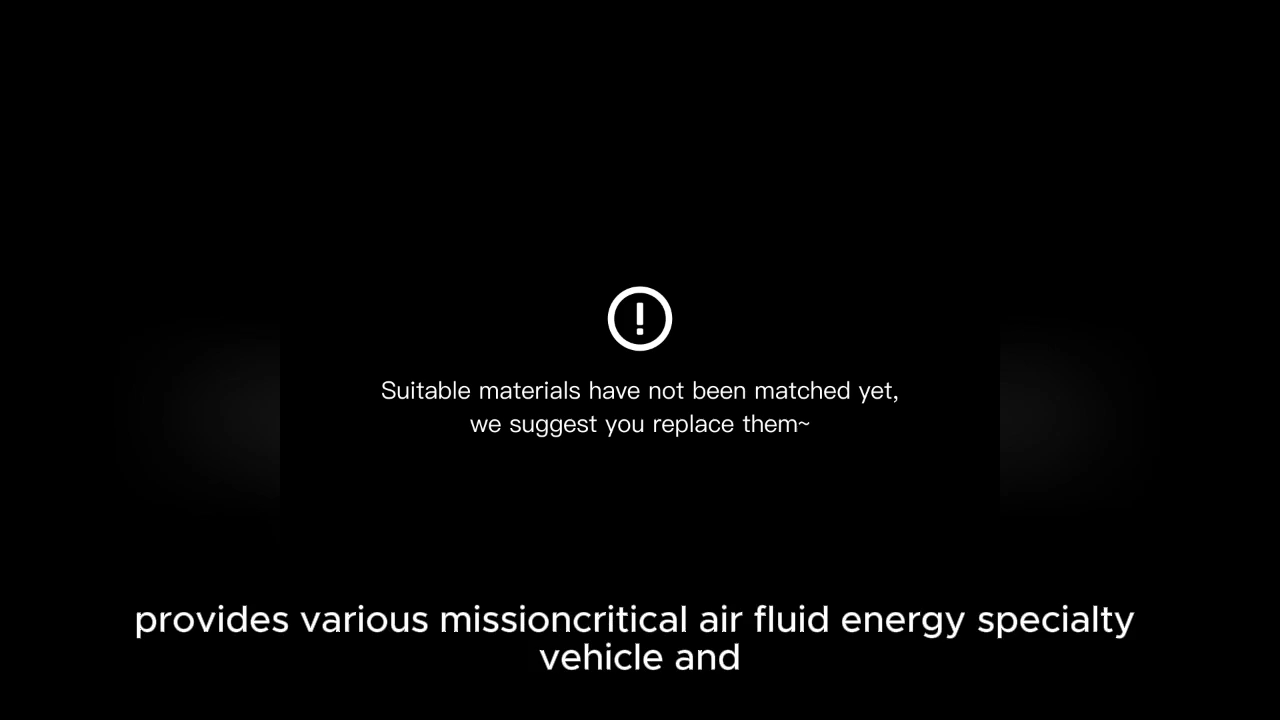 !
Suitable materials have not been matched yet,
we suggest you replace them~
provides various missioncritical air fluid energy specialty
vehicle and